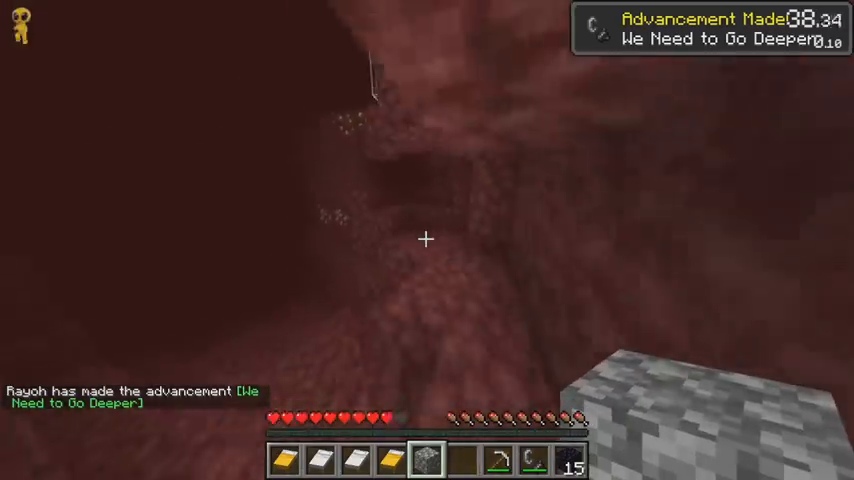 Advancement Made!
38.34
We Need to Go Deeper
0.10
Rayoh has made the advancement [We
Need to Go Deeper]
15